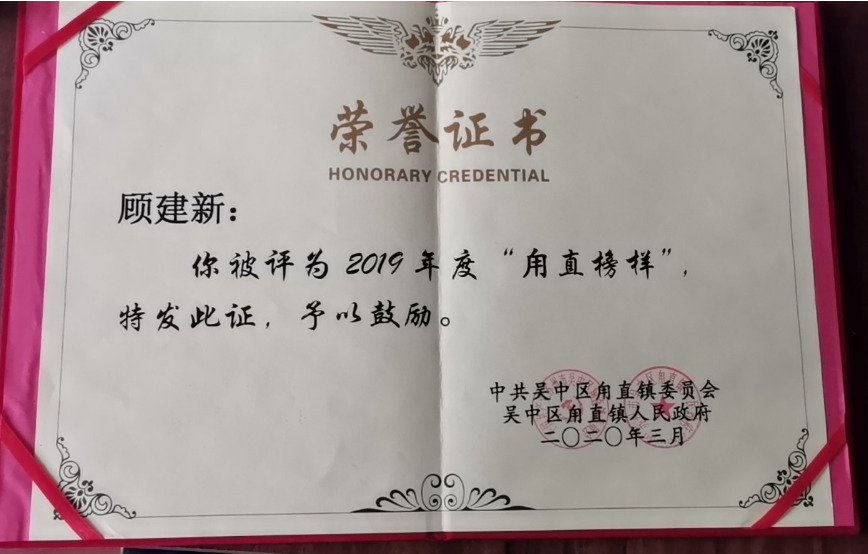 荣誉证书
HONORARY CREDENTIAL
顾建新:
你被评为 2019 年度“甪直榜样”,
特发此证, 予以鼓励。
中共吴中区甪直镇委员会
吴中区甪直镇人民政府
二〇二〇年三月